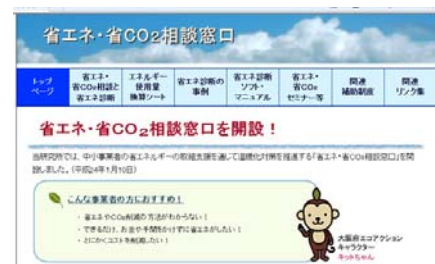 省エネ・省CO2相談窓口
トップページ
省エネ・省CO₂相談と省エネ診断
エネルギー使用量換算シート
省エネ診断の事例
省エネ診断ソフト・マニュアル
省エネ・省CO₂セミナー等
関連補助制度
関連リンク集
省エネ・省CO₂相談窓口を開設！
当研究所では、中小事業者の省エネルギーの取組支援を通じて温暖化対策を推進する「省エネ・省CO₂相談窓口」を開
設しました。（平成24年1月10日）
こんな事業者の方におすすめ！
・省エネやCO₂削減の方法がわからない！
・できるだけ、お金や手間をかけずに省エネがしたい！
・とにかくコストを削減したい！
大阪府エコアクション
キャラクター
モットちゃん